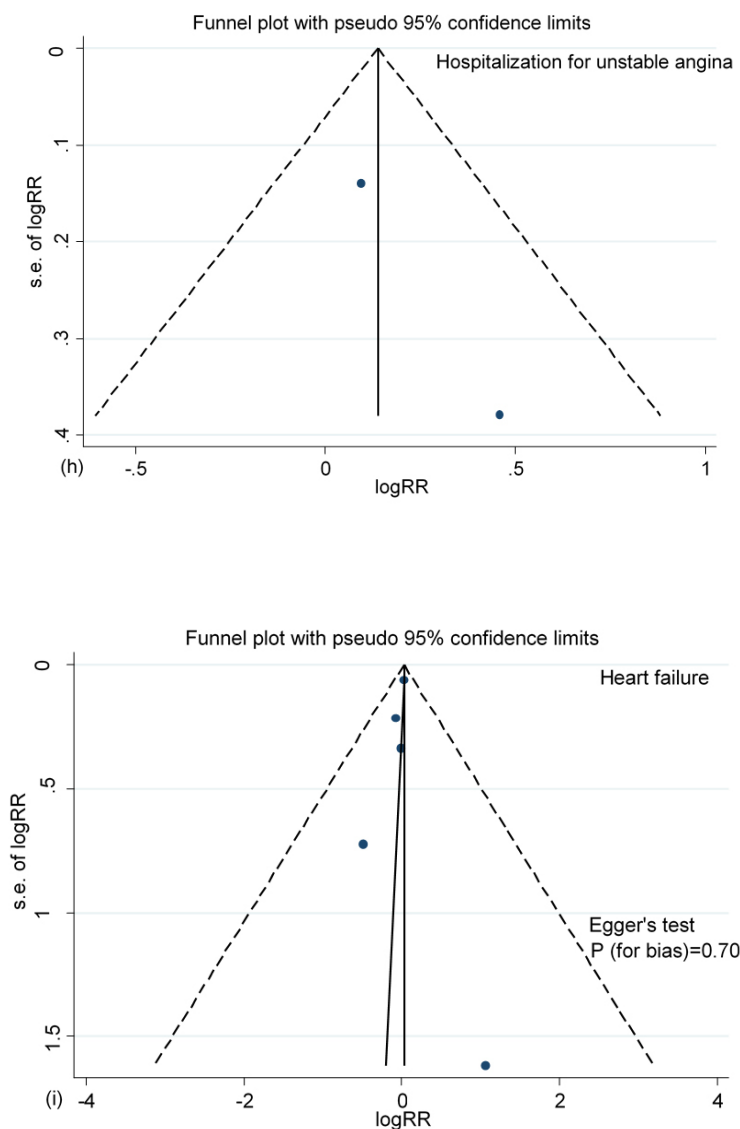 Funnel plot with pseudo 95% confidence limits
Hospitalization for unstable angina
0
.1
.2
.3
.4
s.e. of logRR
-.5
0
.5
1
logRR
(h)
Funnel plot with pseudo 95% confidence limits
Heart failure
0
.5
1
1.5
s.e. of logRR
Egger's test
P (for bias)=0.70
-4
-2
0
2
4
logRR
(i)